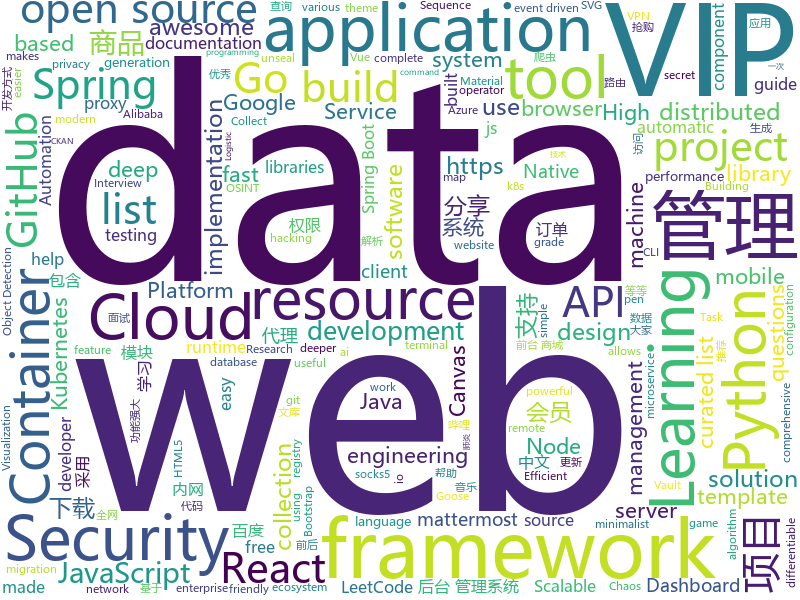 open source
awesome
documentation
商品
based
generation
application
VIP
various
theme
查询
Sequence
event driven
SVG
VPN
抢购
爬虫
应用
一次
programming
privacy
complete
Vue
unseal
优秀
easier
开发方式
modern
Spring
Go
build
tool
proxy
Google
Alibaba
Collect
Service
system
Material
operator
command
Azure
component
路由
secret
guide
built
use
browser
High
distributed
automatic
生成
访问
GitHub
Automation
CKAN
migration
deep
libraries
implementation
fast
Interview
OSINT
Logistic
testing
hacking
Spring Boot
解析
js
https
Native
技术
k8s
map
project
library
performance
Building
CLI
data
list
help
包含
Object Detection
权限
software
系统
分享
订单
website
grade
client
machine
管理
Container
Kubernetes
Platform
Cloud
resource
代理
development
API
支持
design
mobile
Python
questions
curated list
Learning
pen
数据
大家
等等
simple
Task
推荐
configuration
runtime
database
模块
学习
feature
Research
useful
deeper
ai
terminal
easy
Canvas
前台 商城
allows
microservice
management
developer
采用
功能强大
Java
git
work
文库
powerful
会员
Node
remote
web
engineering
Visualization
下载
HTML5
内网
代码
collection
registry
io
socks5
哔哩
肺炎
帮助
音乐
Efficient
中文
更新
Goose
Vault
comprehensive
solution
template
Security
百度
全网
free
using
Bootstrap
mattermost
source
server
minimalist
game
framework
algorithm
differentiable
项目
React
JavaScript
前后
language
LeetCode
后台 管理系统
Scalable
Chaos
Dashboard
made
network
基于
enterprise
friendly
ecosystem
makes
面试